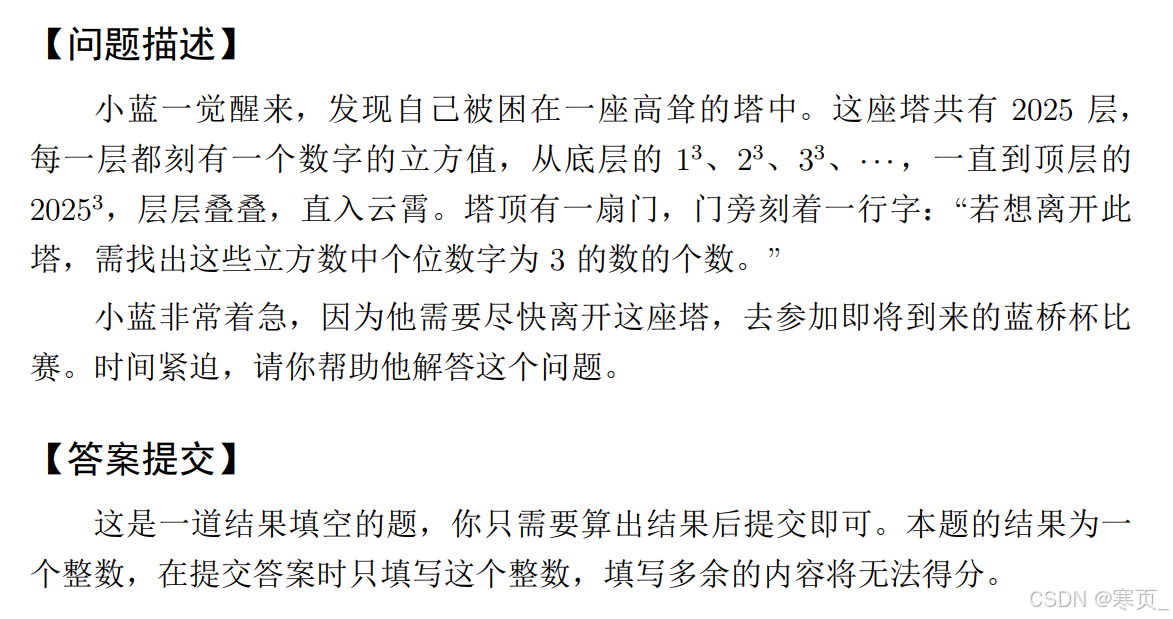 【问题描述】
小蓝一觉醒来，发现自己被困在一座高耸的塔中。这座塔共有 2025 层，
每一层都刻有一个数字的立方值，从底层的 1³、2³、3³、⋯，一直到顶层的
2025³，层层叠叠，直入云霄。塔顶有一扇门，门旁刻着一行字：“若想离开此
塔，需找出这些立方数中个位数字为 3 的数的个数。”
小蓝非常着急，因为他需要尽快离开这座塔，去参加即将到来的蓝桥杯比
赛。时间紧迫，请你帮助他解答这个问题。
【答案提交】
这是一道结果填空的题，你只需要算出结果后提交即可。本题的结果为一
个整数，在提交答案时只填写这个整数，填写多余的内容将无法得分。
CSDN @寒页_